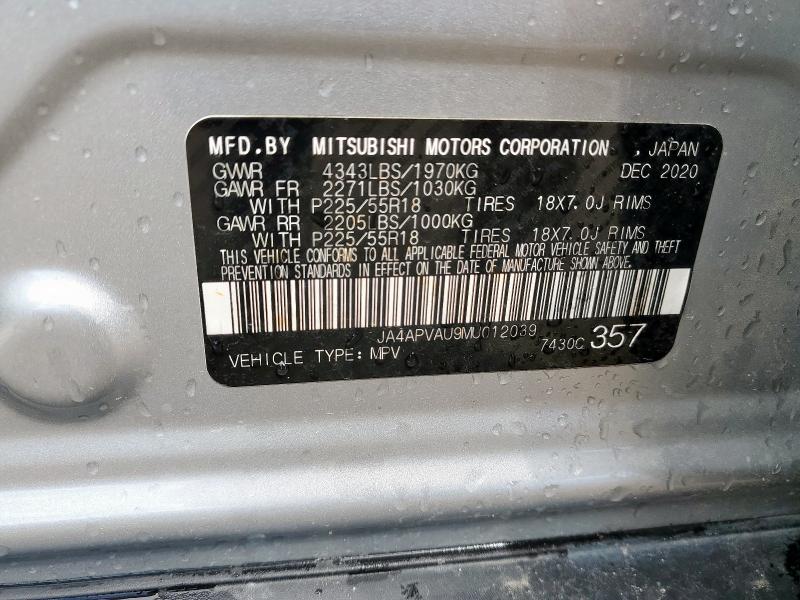 MFD.BY MITSUBISHI MOTORS CORPORATION , JAPAN
GVWR 4343LBS/1970KG DEC 2020
GAWR FR 2271LBS/1030KG
WITH P225/55R18 TIRES 18X7.0J RIMS
GAWR RR 2205LBS/1000KG
WITH P225/55R18 TIRES 18X7.0J RIMS
THIS VEHICLE CONFORMS TO ALL APPLICABLE FEDERAL MOTOR VEHICLE SAFETY AND THEFT
PREVENTION STANDARDS IN EFFECT ON THE DATE OF MANUFACTURE SHOWN ABOVE.
JA4APVAU9MU012039
7430C 357
VEHICLE TYPE: MPV